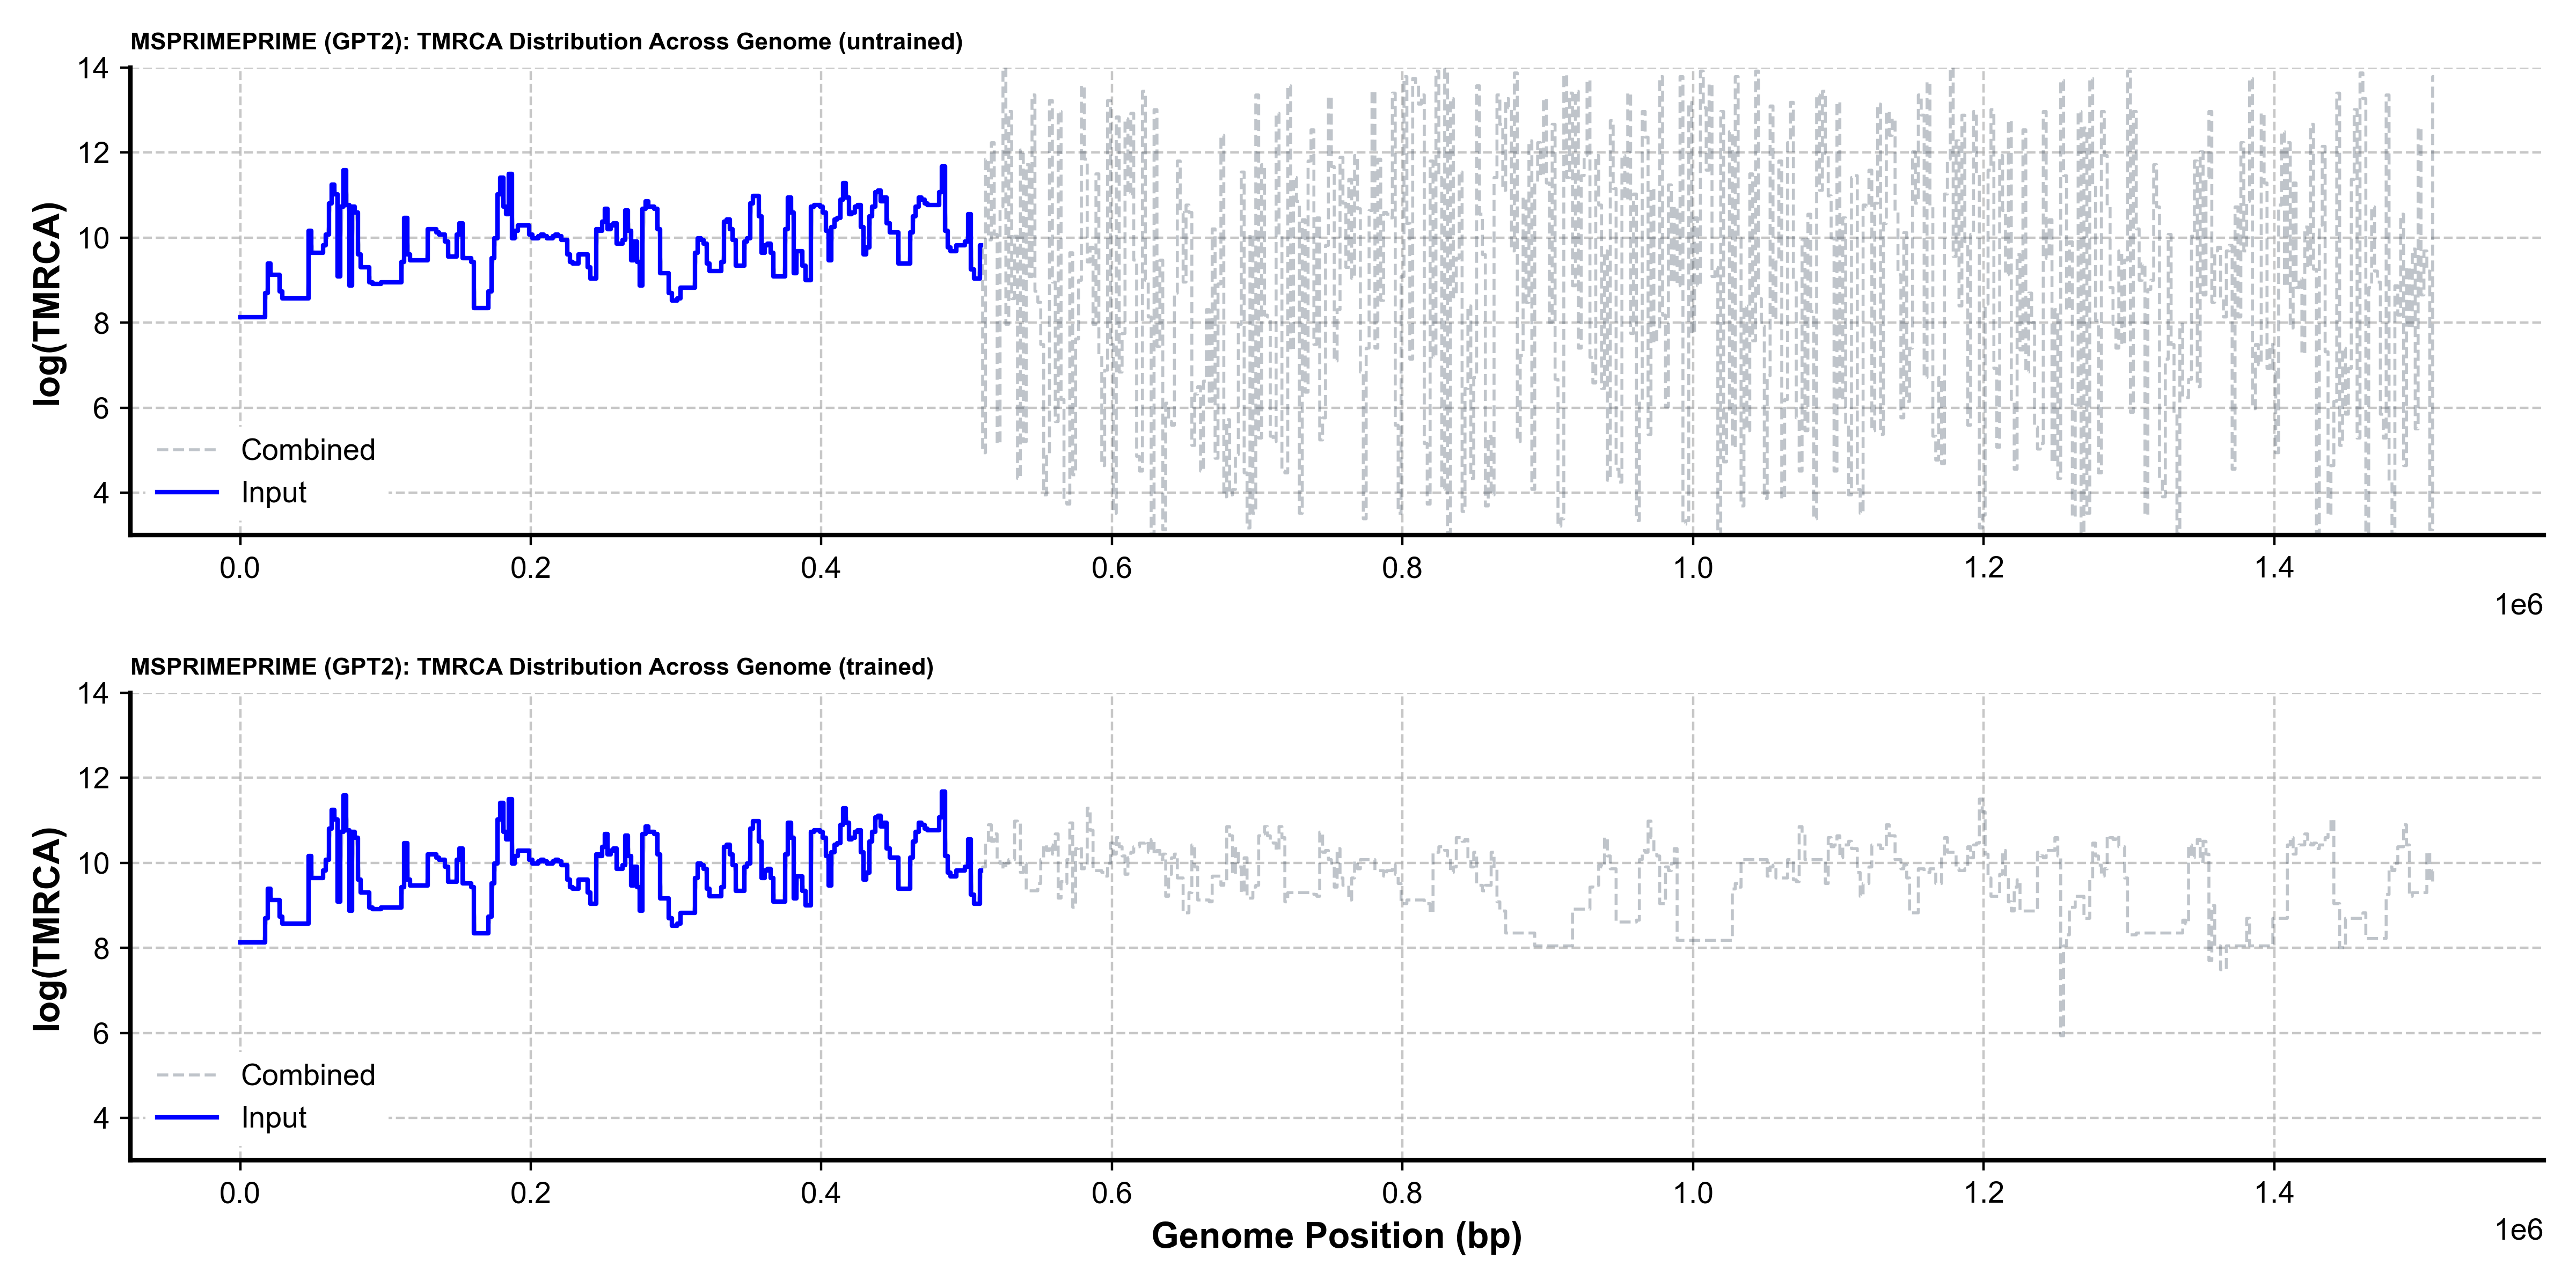 MSPRIMEPRIME (GPT2): TMRCA Distribution Across Genome (untrained)
14
12
10
8
6
4
log(TMRCA)
Combined
Input
0.0 0.2 0.4 0.6 0.8 1.0 1.2 1.4
1e6
MSPRIMEPRIME (GPT2): TMRCA Distribution Across Genome (trained)
14
12
10
8
6
4
log(TMRCA)
Combined
Input
0.0 0.2 0.4 0.6 0.8 1.0 1.2 1.4
1e6
Genome Position (bp)